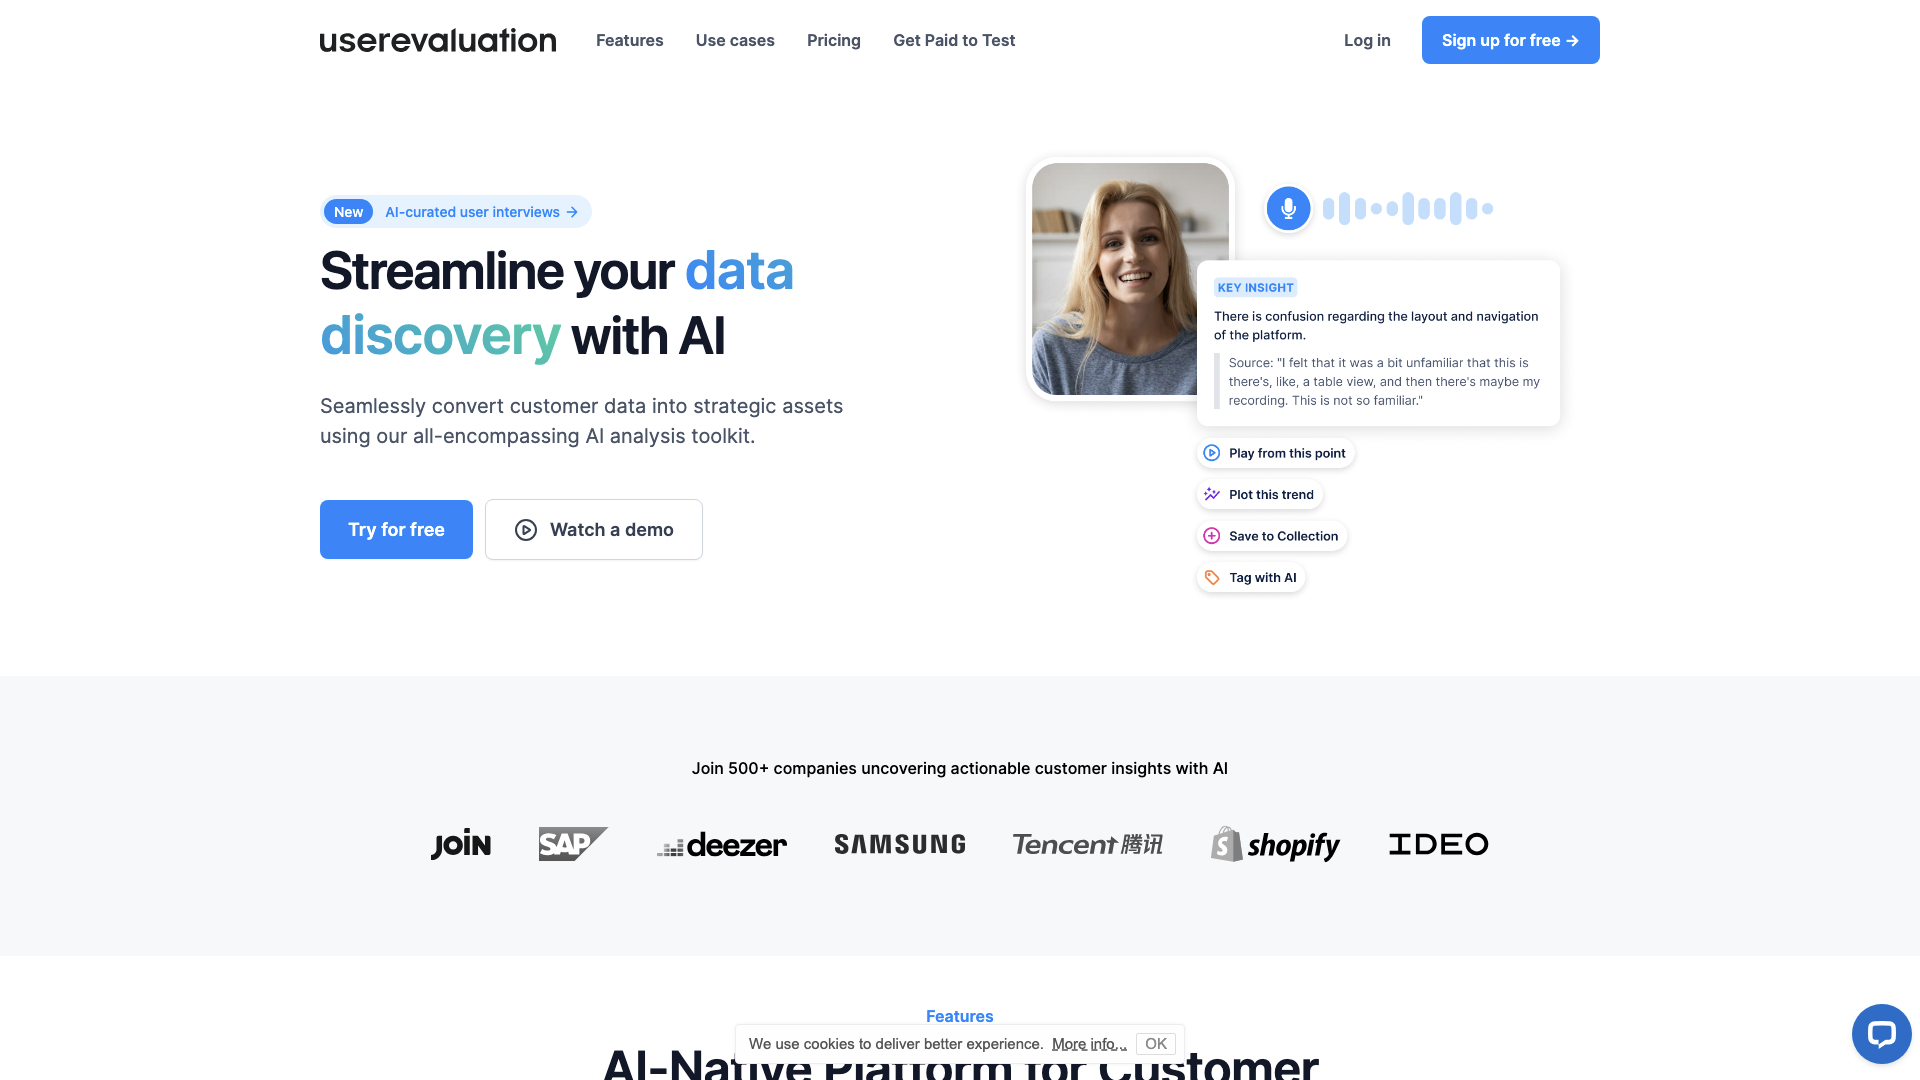 userevaluation
Features
Use cases
Pricing
Get Paid to Test
Log in
Sign up for free →
New
AI-curated user interviews →
Streamline your data
discovery with AI
Seamlessly convert customer data into strategic assets
using our all-encompassing AI analysis toolkit.
Try for free
Watch a demo
KEY INSIGHT
There is confusion regarding the layout and navigation
of the platform.
Source: "I felt that it was a bit unfamiliar that this is
there's, like, a table view, and then there's maybe my
recording. This is not so familiar."
Play from this point
Plot this trend
Save to Collection
Tag with AI
Join 500+ companies uncovering actionable customer insights with AI
JOIN
SAP
deezer
SAMSUNG
Tencent 腾讯
shopify
IDEO
Features
AI-Native Platform for Customer
We use cookies to deliver better experience.
More info...
OK